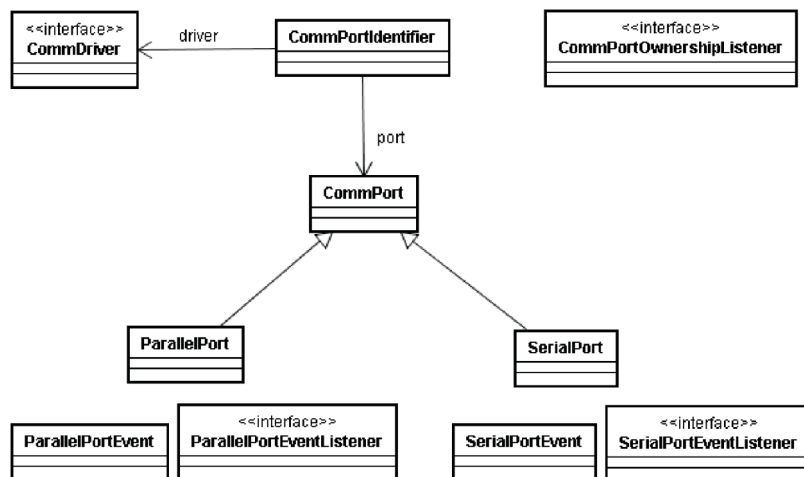 <<interface>>
CommDriver
driver
CommPortIdentifier
<<interface>>
CommPortOwnershipListener
port
CommPort
ParallelPort
SerialPort
ParallelPortEvent
<<interface>>
ParallelPortEventListener
SerialPortEvent
<<interface>>
SerialPortEventListener